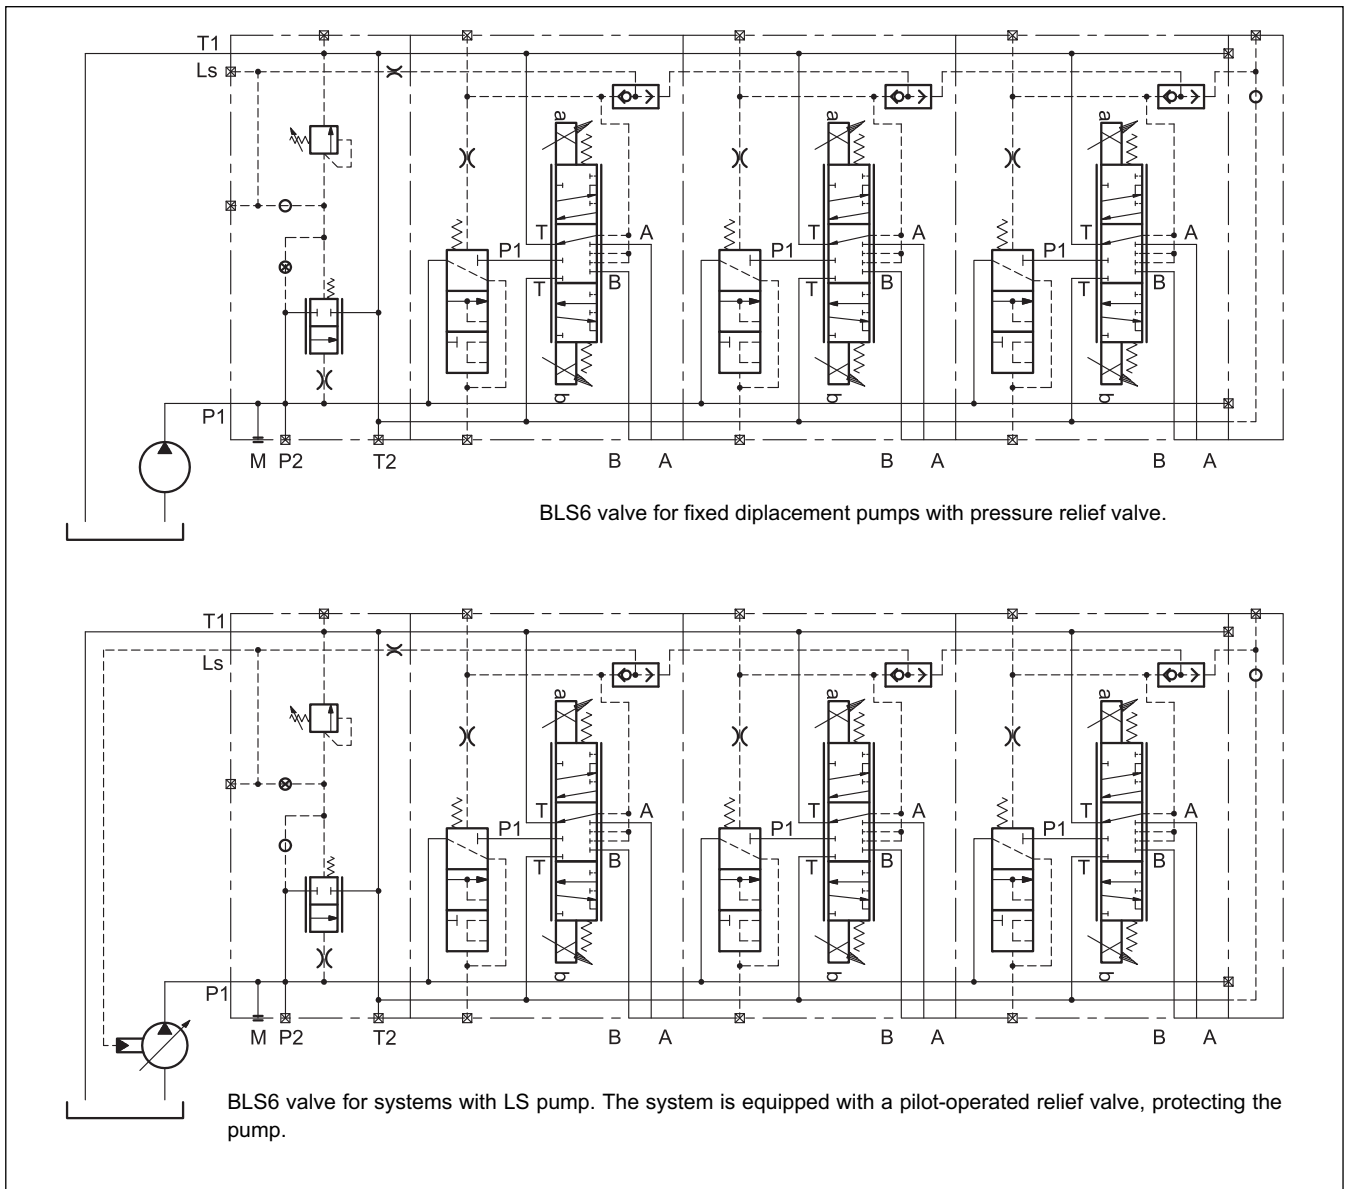 T1
Ls
a
a
a
T
A
T
A
T
A
P1
P1
P1
T
B
T
B
T
B
b
b
b
P1
M P2 T2 B A B A B A
BLS6 valve for fixed diplacement pumps with pressure relief valve.
T1
Ls
a
a
a
T
A
T
A
T
A
P1
P1
P1
T
B
T
B
T
B
b
b
b
P1
M P2 T2 B A B A B A
BLS6 valve for systems with LS pump. The system is equipped with a pilot-operated relief valve, protecting the
pump.